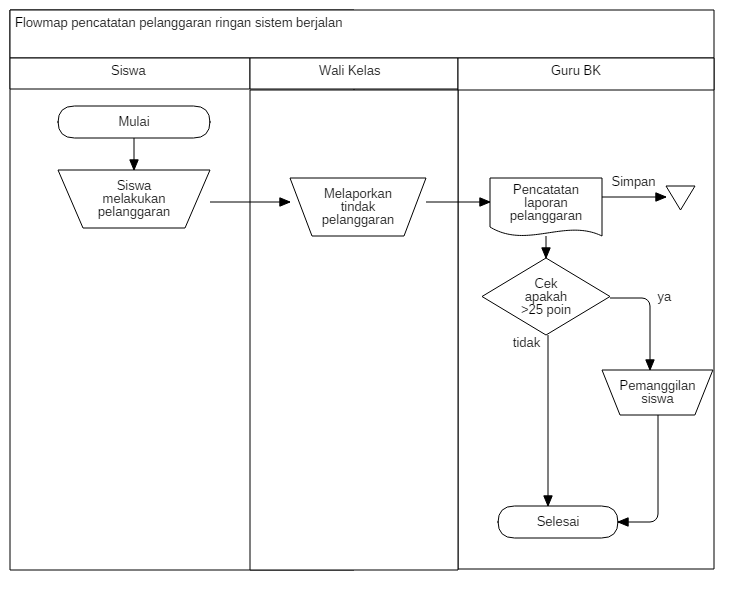 Flowmap pencatatan pelanggaran ringan sistem berjalan
Siswa
Wali Kelas
Guru BK
Mulai
Siswa
melakukan
pelanggaran
Melaporkan
tindak
pelanggaran
Pencatatan
laporan
pelanggaran
Simpan
Cek
apakah
>25 poin
ya
tidak
Pemanggilan
siswa
Selesai